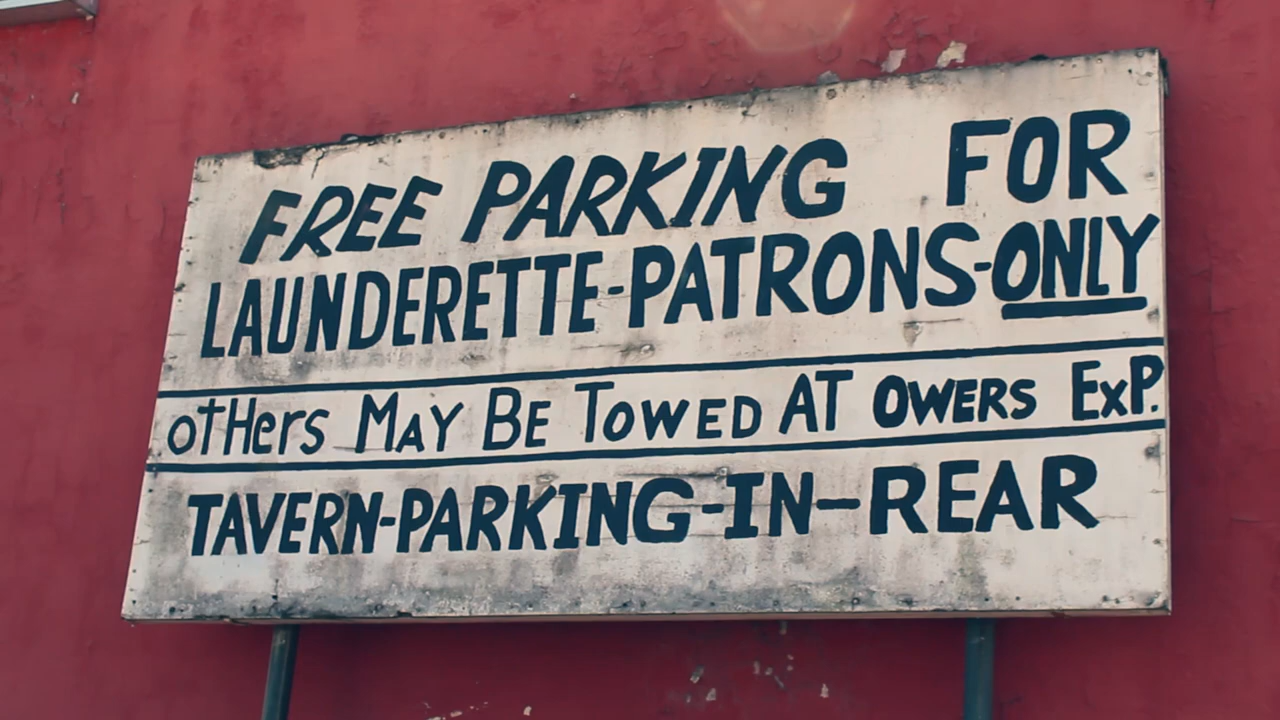 FREE PARKING FOR
LAUNDERETTE-PATRONS-ONLY
otHers MAY BE TOWED AT OWERS ExP.
TAVERN-PARKING-IN-REAR